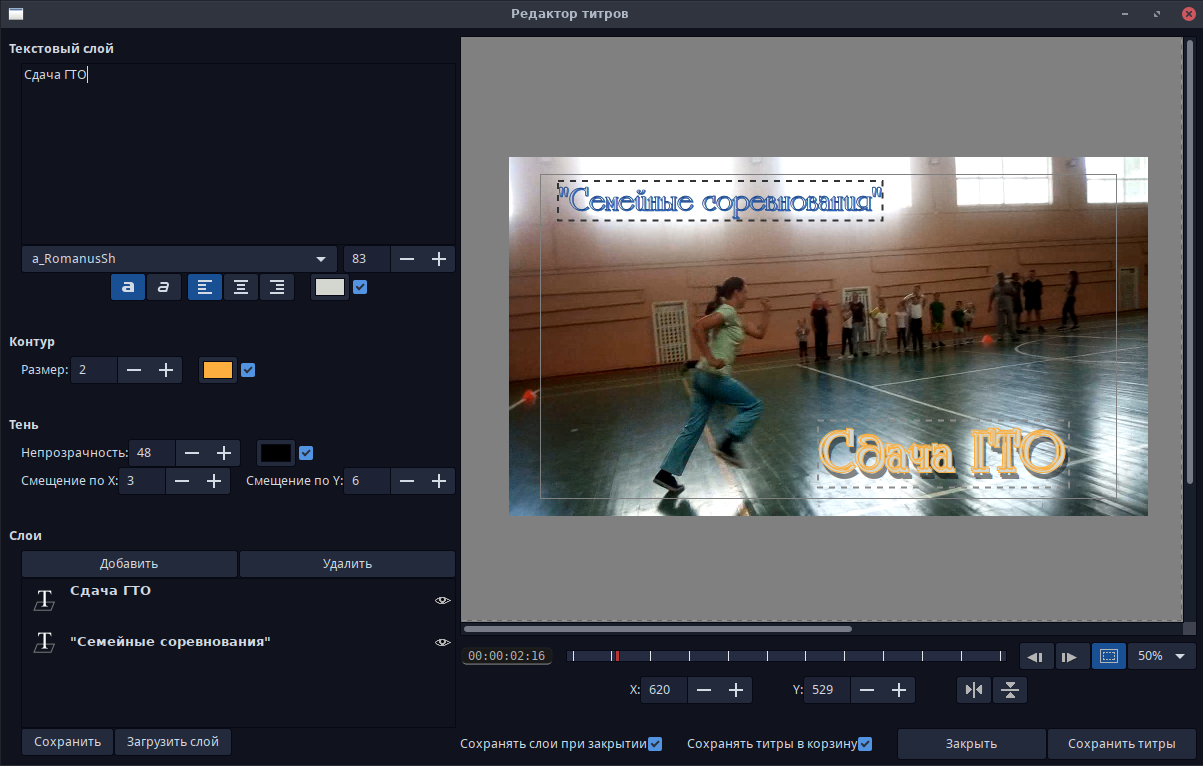 Редактор титров
Текстовый слой
Сдача ГТО
a_RomanusSh
83
a a
Контур
Размер: 2
Тень
Непрозрачность: 48
Смещение по X: 3
Смещение по Y: 6
Слои
Добавить
Удалить
T Сдача ГТО
T "Семейные соревнования"
Сохранить
Загрузить слой
"Семейные соревнования"
Сдача ГТО
00:00:02:16
50%
X: 620
Y: 529
Сохранять слои при закрытии
Сохранять титры в корзину
Закрыть
Сохранить титры